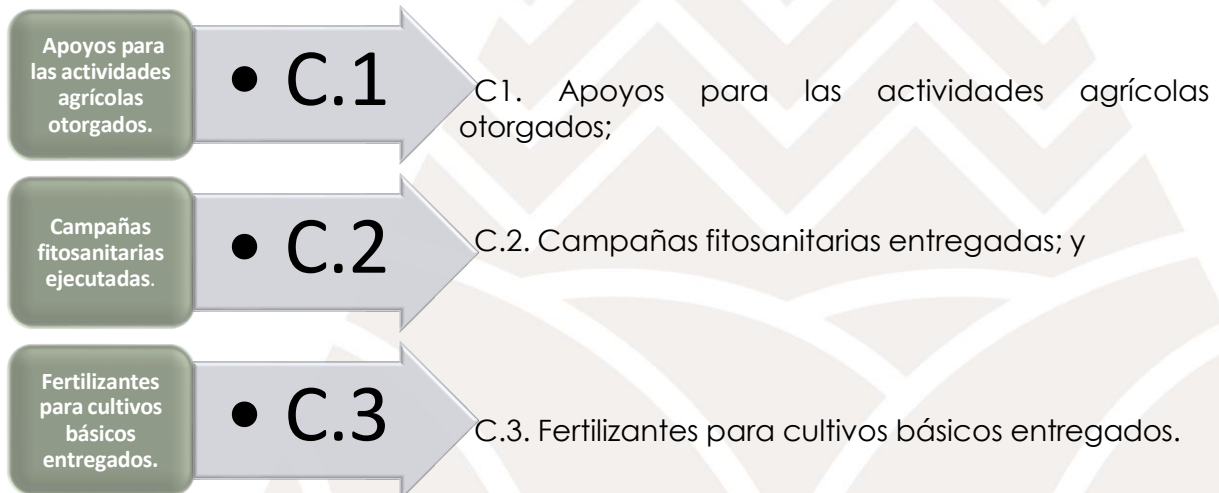 Apoyos para
las actividades
agrícolas
otorgados.
• C.1
C1. Apoyos para las actividades agrícolas
otorgados;
Campañas
fitosanitarias
ejecutadas.
• C.2
C.2. Campañas fitosanitarias entregadas; y
Fertilizantes
para cultivos
básicos
entregados.
• C.3
C.3. Fertilizantes para cultivos básicos entregados.